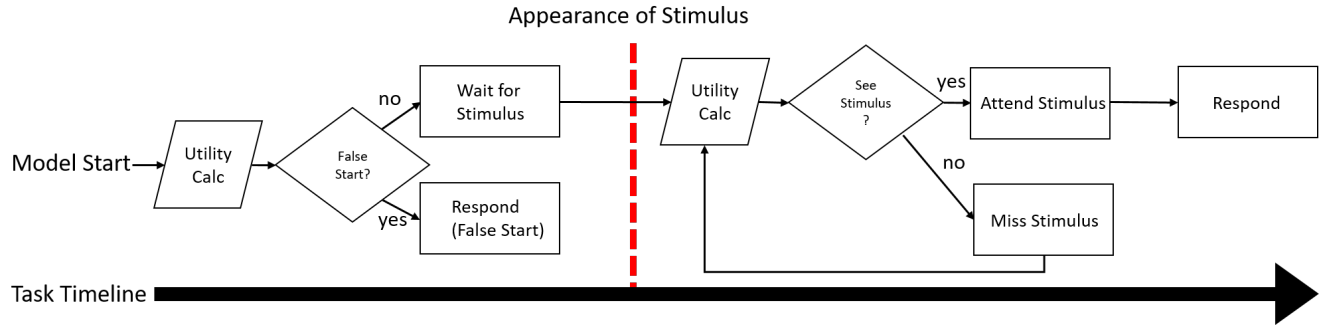 Appearance of Stimulus
Model Start
Utility
Calc
False
Start?
no
yes
Wait for
Stimulus
Respond
(False Start)
Utility
Calc
See
Stimulus
?
yes
no
Attend Stimulus
Respond
Miss Stimulus
Task Timeline